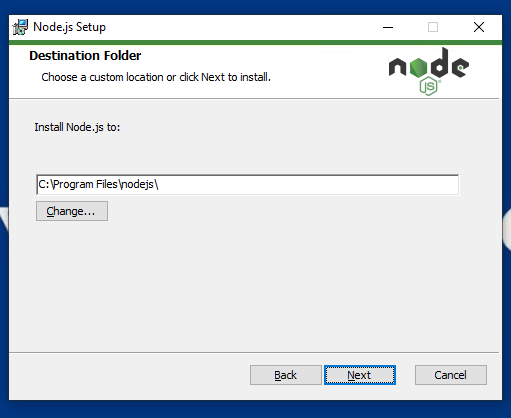 Node.js Setup
Destination Folder
Choose a custom location or click Next to install.
node
JS
Install Node.js to:
C:\Program Files\nodejs\
Change...
Back
Next
Cancel